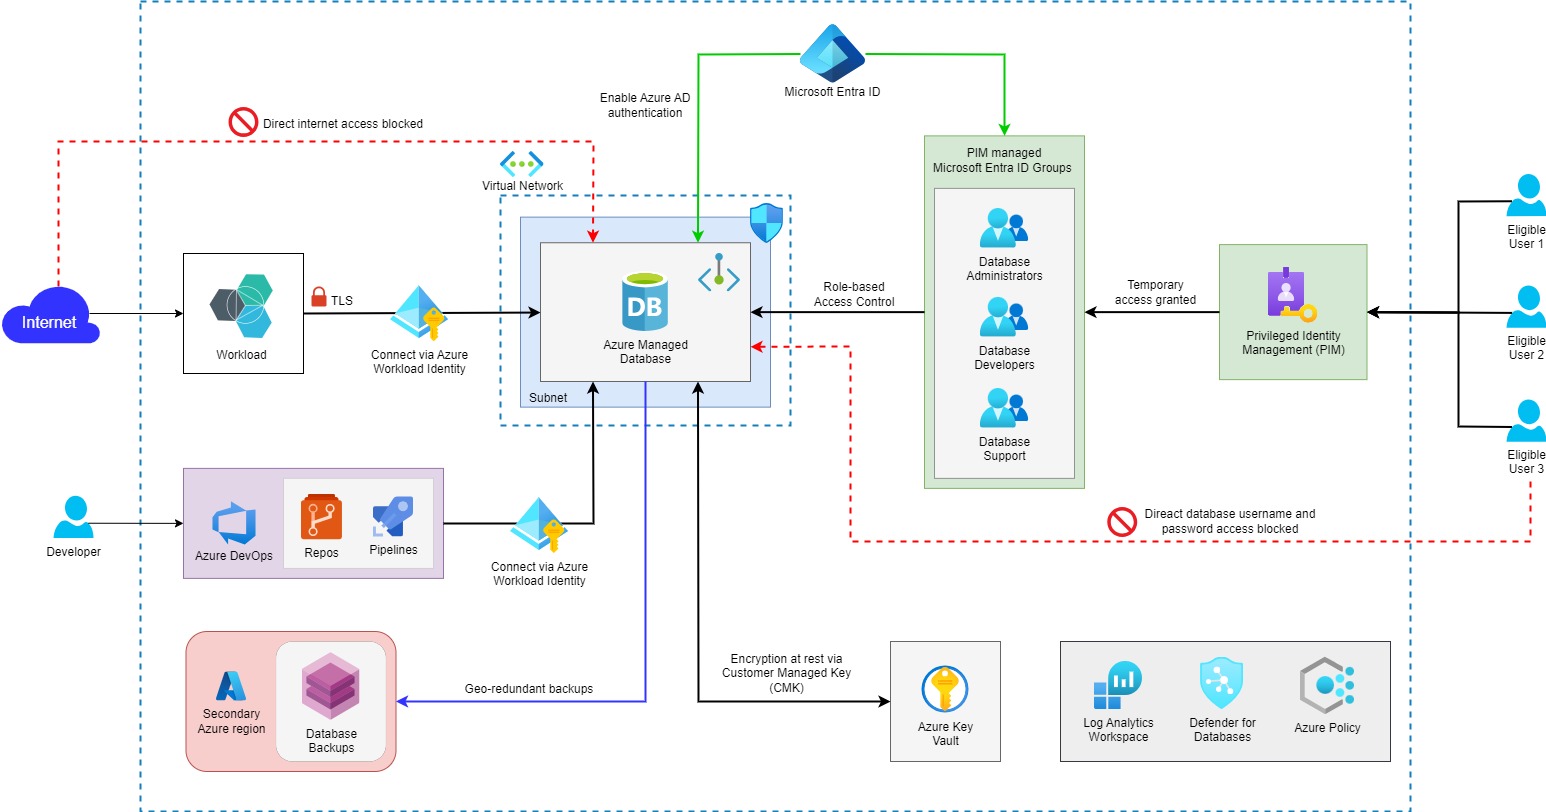 Microsoft Entra ID
Enable Azure AD
authentication
Direct internet access blocked
Virtual Network
PIM managed
Microsoft Entra ID Groups
Database
Administrators
Database
Developers
Database
Support
Eligible
User 1
Eligible
User 2
Eligible
User 3
Internet
Workload
TLS
Connect via Azure
Workload Identity
DB
Azure Managed
Database
Subnet
Role-based
Access Control
Temporary
access granted
Privileged Identity
Management (PIM)
Direact database username and
password access blocked
Developer
Azure DevOps
Repos
Pipelines
Connect via Azure
Workload Identity
Secondary
Azure region
Database
Backups
Geo-redundant backups
Encryption at rest via
Customer Managed Key
(CMK)
Azure Key
Vault
Log Analytics
Workspace
Defender for
Databases
Azure Policy